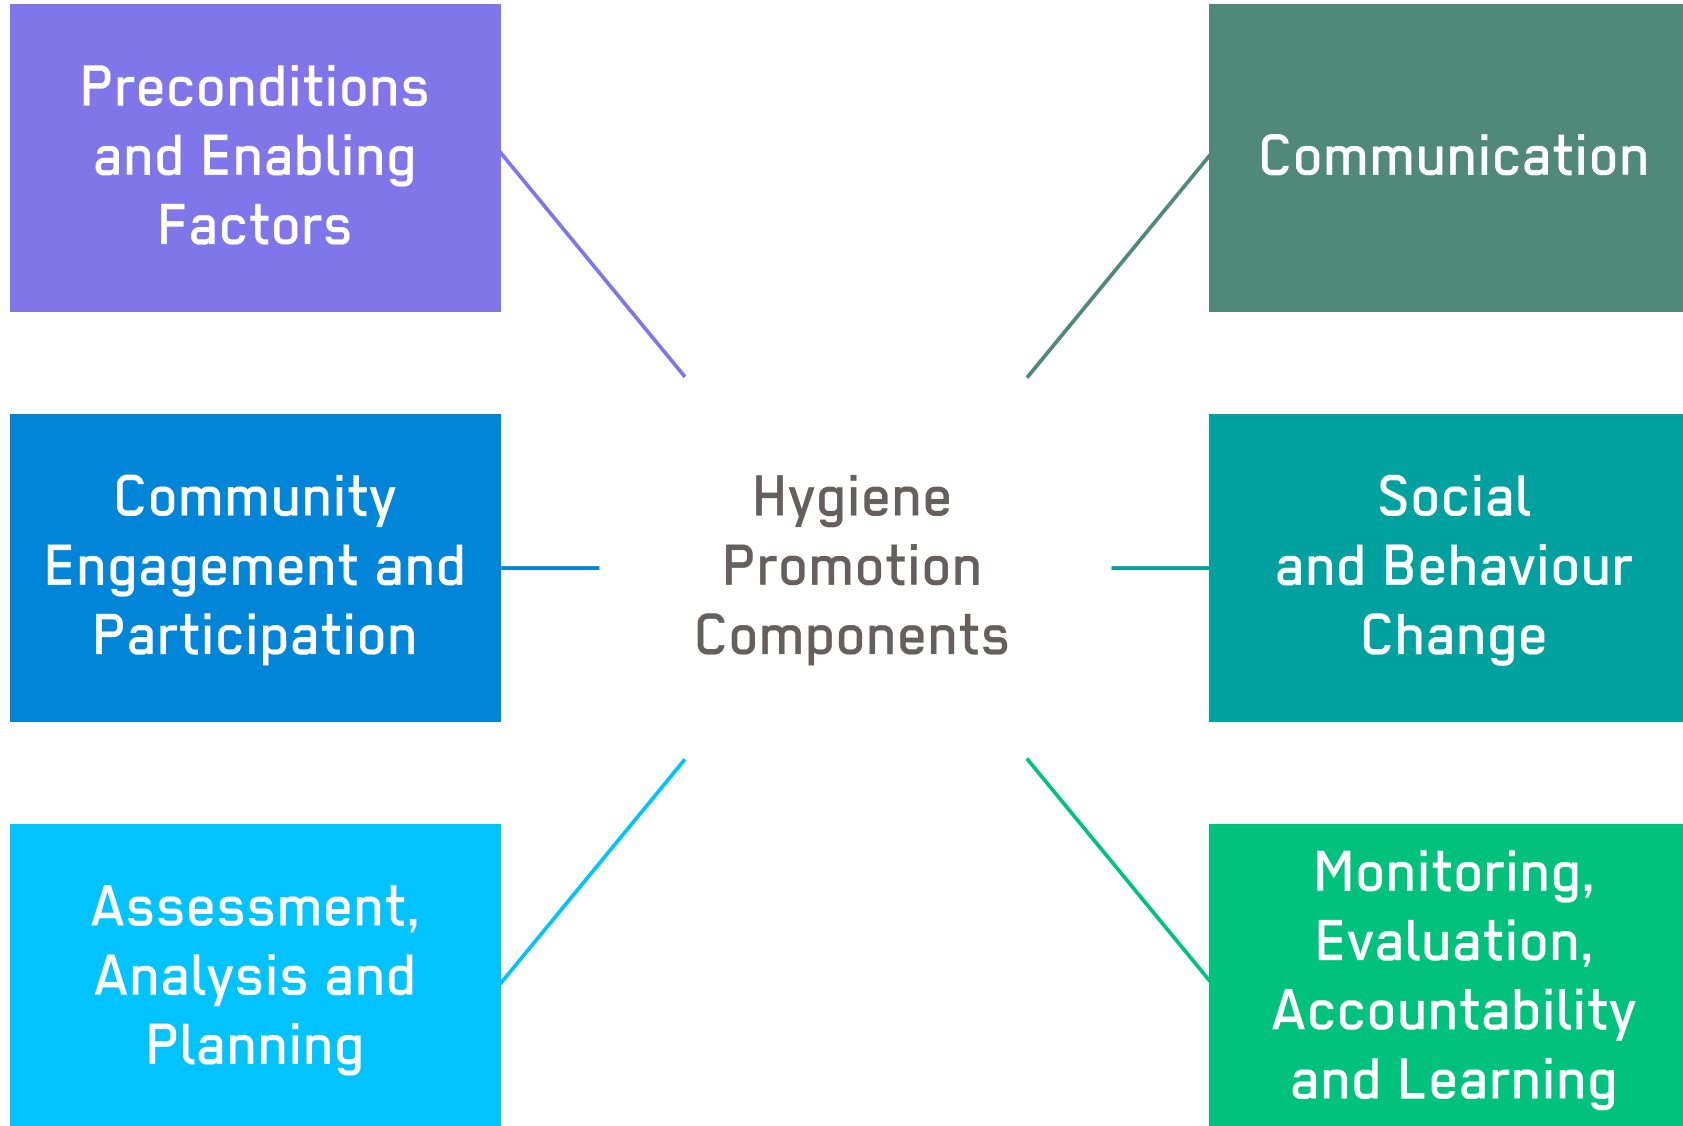 Preconditions
and Enabling
Factors
Communication
Community
Engagement and
Participation
Hygiene
Promotion
Components
Social
and Behaviour
Change
Assessment,
Analysis and
Planning
Monitoring,
Evaluation,
Accountability
and Learning